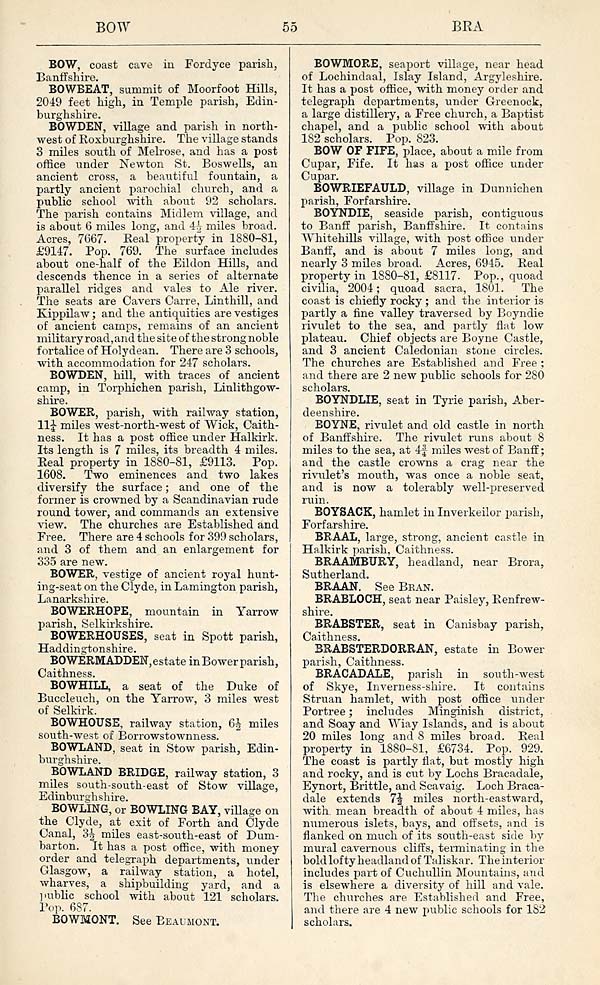 BOW 55 BRA
BOW, coast cave in Fordyce parish,
Banffshire.
BOWBEAT, summit of Moorfoot Hills,
2049 feet high, in Temple parish, Edin-
burghshire.
BOWDEN, village and parish in north-
west of Roxburghshire. The village stands
3 miles south of Melrose, and has a post
office under Newton St. Boswells, an
ancient cross, a beautiful fountain, a
partly ancient parochial church, and a
public school with about 92 scholars.
The parish contains Midlem village, and
is about 6 miles long, and 4½ miles broad.
Acres, 7667. Real property in 1880-81,
£9147. Pop. 769. The surface includes
about one-half of the Eildon Hills, and
descends thence in a series of alternate
parallel ridges and vales to Ale river.
The seats are Cavers Carre, Linthill, and
Kippilaw; and the antiquities are vestiges
of ancient camps, remains of an ancient
military road, and the site of the strong noble
fortalice of Holydean. There are 3 schools,
with accommodation for 247 scholars.
BOWDEN, hill, with traces of ancient
camp, in Torphichen parish, Linlithgow-
shire.
BOWER, parish, with railway station,
11¼ miles west-north-west of Wick, Caith-
ness. It has a post office under Halkirk.
Its length is 7 miles, its breadth 4 miles.
Real property in 1880-81, £9113. Pop.
1608. Two eminences and two lakes
diversify the surface; and one of the
former is crowned by a Scandinavian rude
round tower, and commands an extensive
view. The churches are Established and
Free. There are 4 schools for 399 scholars,
and 3 of them and an enlargement for
335 are new.
BOWER, vestige of ancient royal hunt-
ing-seat on the Clyde, in Lamington parish,
Lanarkshire.
BOWERHOPE, mountain in Yarrow
parish, Selkirkshire.
BOWERHOUSES, seat in Spott parish,
Haddingtonshire.
BOWERMADDEN, estate in Bower parish,
Caithness.
BOWHILL, a seat of the Duke of
Buccleuch, on the Yarrow, 3 miles west
of Selkirk.
BOWHOUSE, railway station, 6½ miles
south-west of Borrowstownness.
BOWLAND, seat in Stow parish, Edin-
burghshire.
BOWLAND BRIDGE, railway station, 3
miles south-south-east of Stow village,
Edinburghshire.
BOWLING, or BOWLING BAY, village on
the Clyde, at exit of Forth and Clyde
Canal, 3½ miles east-south-east of Dum-
barton. It has a post office, with money
order and telegraph departments, under
Glasgow, a railway station, a hotel,
wharves, a shipbuilding yard, and a
public school with about 121 scholars.
Pop. 687.
BOWMONT. See BEAUMONT.
BOWMORE, seaport village, near head
of Lochindaal, Islay Island, Argyleshire.
It has a post office, with money order and
telegraph departments, under Greenock,
a large distillery, a Free church, a Baptist
chapel, and a public school with about
182 scholars. Pop. 823.
BOW OF FIFE, place, about a mile from
Cupar, Fife. It has a post office under
Cupar.
BOWRIEFAULD, village in Dunnichen
parish, Forfarshire.
BOYNDIE, seaside parish, contiguous
to Banff parish, Banffshire. It contains
Whitehills village, with post office under
Banff, and is about 7 miles long, and
nearly 3 miles broad. Acres, 6945. Real
property in 1880-81, £8117. Pop., quoad
civilia, 2004; quoad sacra, 1801. The
coast is chiefly rocky; and the interior is
partly a fine valley traversed by Boyndie
rivulet to the sea, and partly flat low
plateau. Chief objects are Boyne Castle,
and 3 ancient Caledonian stone circles.
The churches are Established and Free;
and there are 2 new public schools for 280
scholars.
BOYNDLIE, seat in Tyrie parish, Aber-
deenshire.
BOYNE, rivulet and old castle in north
of Banffshire. The rivulet runs about 8
miles to the sea, at 4¾ miles west of Banff;
and the castle crowns a crag near the
rivulet's mouth, was once a noble seat,
and is now a tolerably well-preserved
ruin.
BOYSACK, hamlet in Inverkeilor parish,
Forfarshire.
BRAAL, large, strong, ancient castle in
Halkirk parish, Caithness.
BRAAMBURY, headland, near Brora,
Sutherland.
BRAAN. See BRAN.
BRABLOCH, seat near Paisley, Renfrew-
shire.
BRABSTER, seat in Canisbay parish,
Caithness.
BRABSTERDORRAN, estate in Bower
parish, Caithness.
BRACADALE, parish in south-west
of Skye, Inverness-shire. It contains
Struan hamlet, with post office under
Portree; includes Minginish district,
and Soay and Wiay Islands, and is about
20 miles long and 8 miles broad. Real
property in 1880-81, £6734. Pop. 929.
The coast is partly flat, but mostly high
and rocky, and is cut by Lochs Bracadale,
Eynort, Brittle, and Scavaig. Loch Braca-
dale extends 7½ miles north-eastward,
with mean breadth of about 4 miles, has
numerous islets, bays, and offsets, and is
flanked on much of its south-east side by
mural cavernous cliffs, terminating in the
bold lofty headland of Taliskar. The interior
includes part of Cuchullin Mountains, and
is elsewhere a diversity of hill and vale.
The churches are Established and Free,
and there are 4 new public schools for 182
scholars.